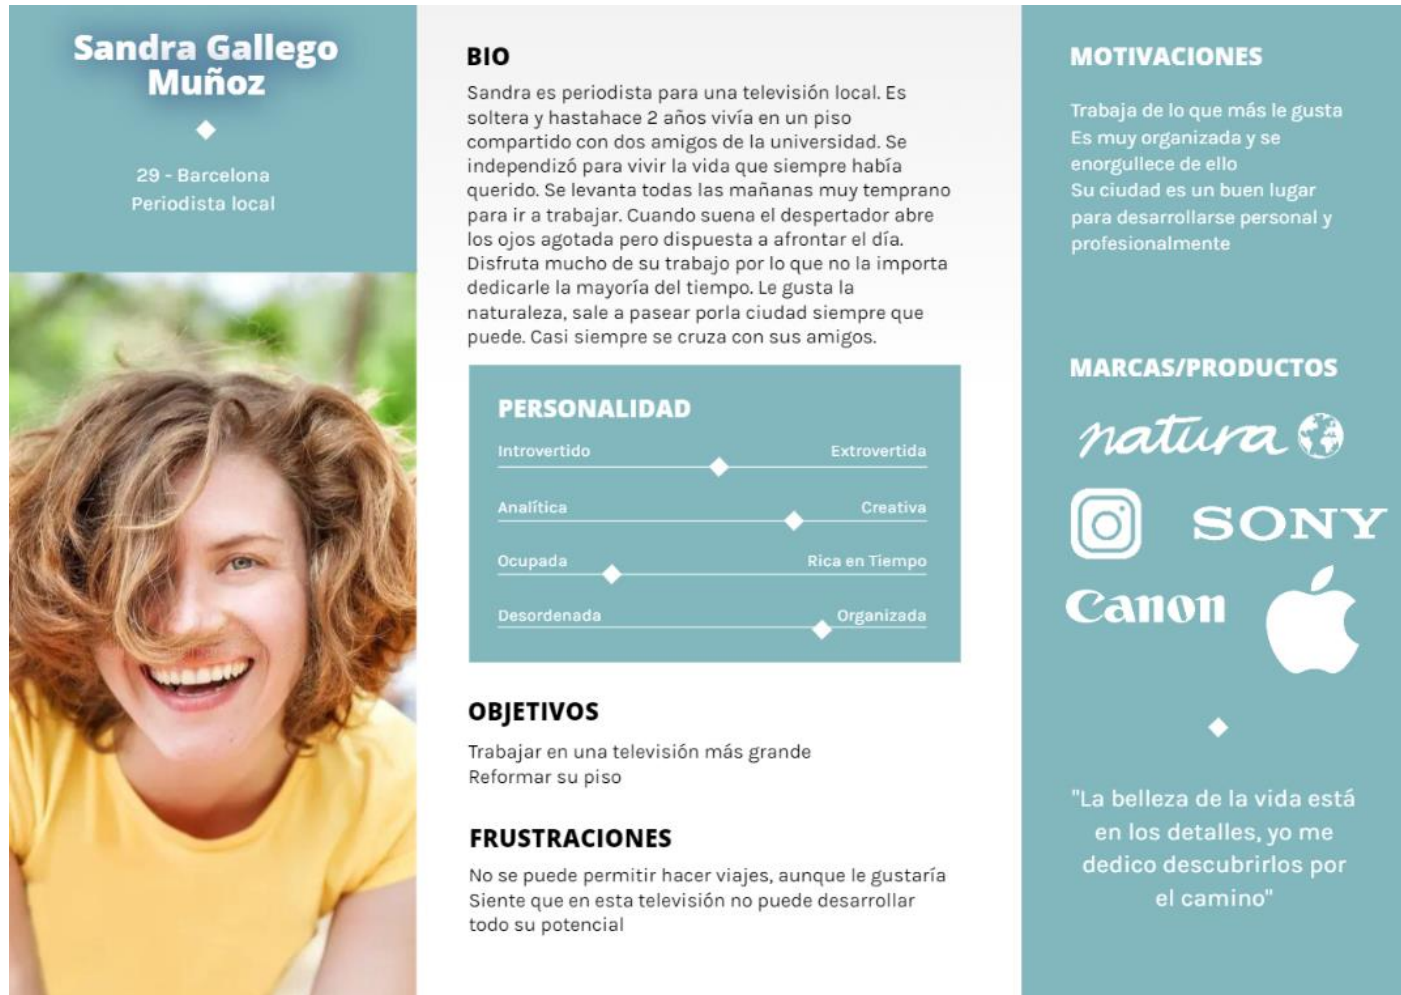 Sandra Gallego
Muñoz
29 - Barcelona
Periodista local
BIO
Sandra es periodista para una televisión local. Es
soltera y hastahace 2 años vivía en un piso
compartido con dos amigos de la universidad. Se
independizó para vivir la vida que siempre había
querido. Se levanta todas las mañanas muy temprano
para ir a trabajar. Cuando suena el despertador abre
los ojos agotada pero dispuesta a afrontar el día.
Disfruta mucho de su trabajo por lo que no la importa
dedicarle la mayoría del tiempo. Le gusta la
naturaleza, sale a pasear porla ciudad siempre que
puede. Casi siempre se cruza con sus amigos.
PERSONALIDAD
Introvertido Extrovertida
Analítica Creativa
Ocupada Rica en Tiempo
Desordenada Organizada
OBJETIVOS
Trabajar en una televisión más grande
Reformar su piso
FRUSTRACIONES
No se puede permitir hacer viajes, aunque le gustaría
Siente que en esta televisión no puede desarrollar
todo su potencial
MOTIVACIONES
Trabaja de lo que más le gusta
Es muy organizada y se
enorgullece de ello
Su ciudad es un buen lugar
para desarrollarse personal y
profesionalmente
MARCAS/PRODUCTOS
natura
SONY
Canon
"La belleza de la vida está
en los detalles, yo me
dedico descubrirlos por
el camino"